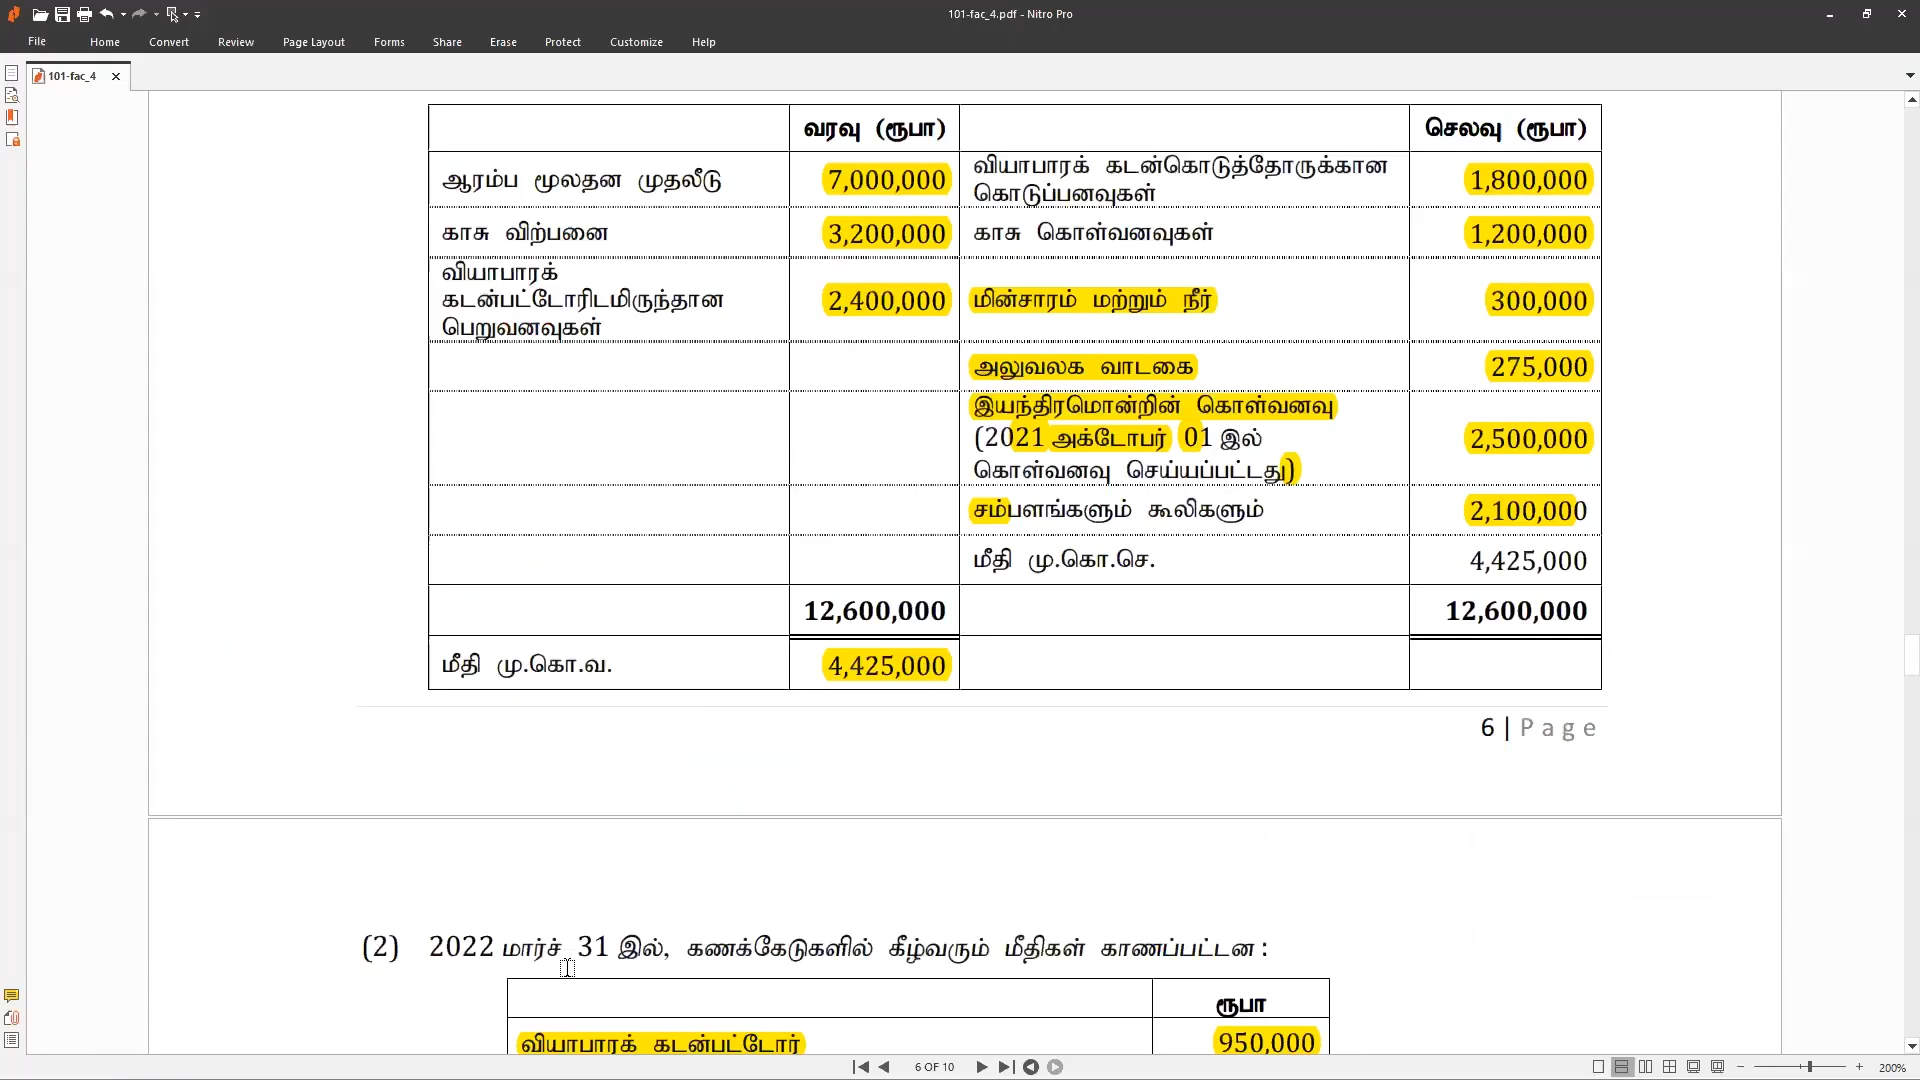 101-fac_4.pdf - Nitro Pro
File Home Convert Review Page Layout Forms Share Erase Protect Customize Help
101-fac_4
வரவு (ரூபா) செலவு (ரூபா)
ஆரம்ப மூலதன முதலீடு 7,000,000 வியாபாரக் கடன்கொடுத்தோருக்கான
கொடுப்பனவுகள் 1,800,000
காசு விற்பனை 3,200,000 காசு கொள்வனவுகள் 1,200,000
வியாபாரக்
கடன்பட்டோரிடமிருந்தான
பெறுவனவுகள் 2,400,000 மின்சாரம் மற்றும் நீர் 300,000
அலுவலக வாடகை 275,000
இயந்திரமொன்றின் கொள்வனவு
(2021 அக்டோபர் 01 இல்
கொள்வனவு செய்யப்பட்டது) 2,500,000
சம்பளங்களும் கூலிகளும் 2,100,000
மீதி மு.கொ.செ. 4,425,000
12,600,000 12,600,000
மீதி மு.கொ.வ. 4,425,000
6 | Page
(2) 2022 மார்ச் 31 இல், கணக்கேடுகளில் கீழ்வரும் மீதிகள் காணப்பட்டன :
ரூபா
வியாபாரக் கடன்பட்டோர் 950,000
6 OF 10
200%